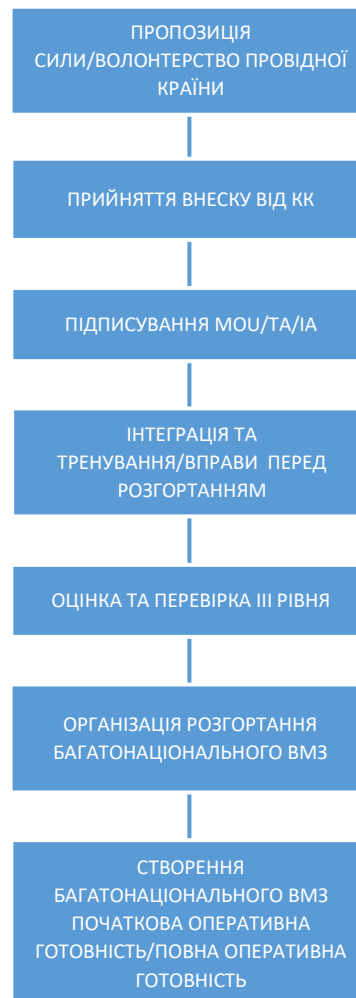 ПРОПОЗИЦІЯ
СИЛИ/ВОЛОНТЕРСТВО ПРОВІДНОЇ
КРАЇНИ
ПРИЙНЯТТЯ ВНЕСКУ ВІД КК
ПІДПИСУВАННЯ MOU/TA/IA
ІНТЕГРАЦІЯ ТА
ТРЕНУВАННЯ/ВПРАВИ ПЕРЕД
РОЗГОРТАННЯМ
ОЦІНКА ТА ПЕРЕВІРКА ІІІ РІВНЯ
ОРГАНІЗАЦІЯ РОЗГОРТАННЯ
БАГАТОНАЦІОНАЛЬНОГО ВМЗ
СТВОРЕННЯ
БАГАТОНАЦІОНАЛЬНОГО ВМЗ
ПОЧАТКОВА ОПЕРАТИВНА
ГОТОВНІСТЬ/ПОВНА ОПЕРАТИВНА
ГОТОВНІСТЬ